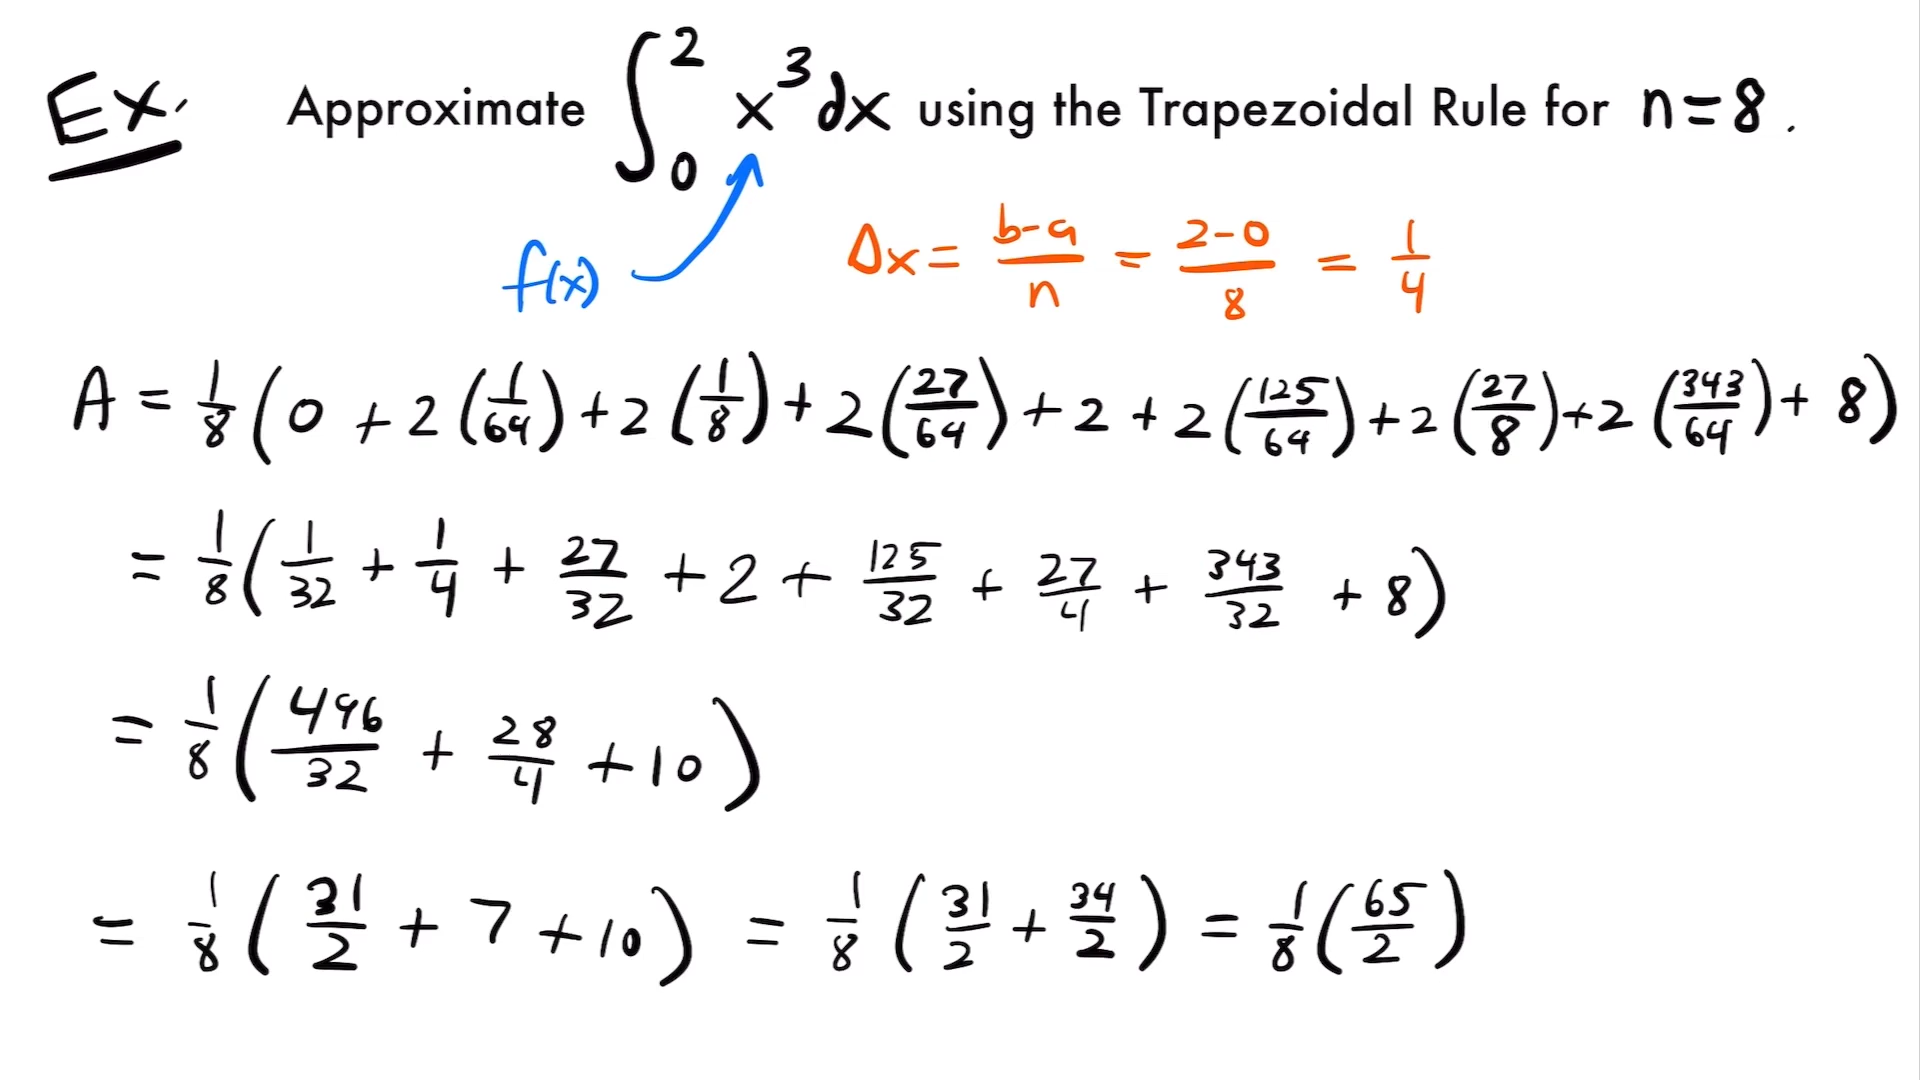 Ex. Approximate ∫₀² x³ dx using the Trapezoidal Rule for n=8.
f(x)
Δx = (b-a)/n = (2-0)/8 = 1/4
A = 1/8 (0 + 2(1/64) + 2(1/8) + 2(27/64) + 2 + 2(125/64) + 2(27/8) + 2(343/64) + 8)
= 1/8 (1/32 + 1/4 + 27/32 + 2 + 125/32 + 27/4 + 343/32 + 8)
= 1/8 (496/32 + 28/4 + 10)
= 1/8 (31/2 + 7 + 10) = 1/8 (31/2 + 34/2) = 1/8 (65/2)